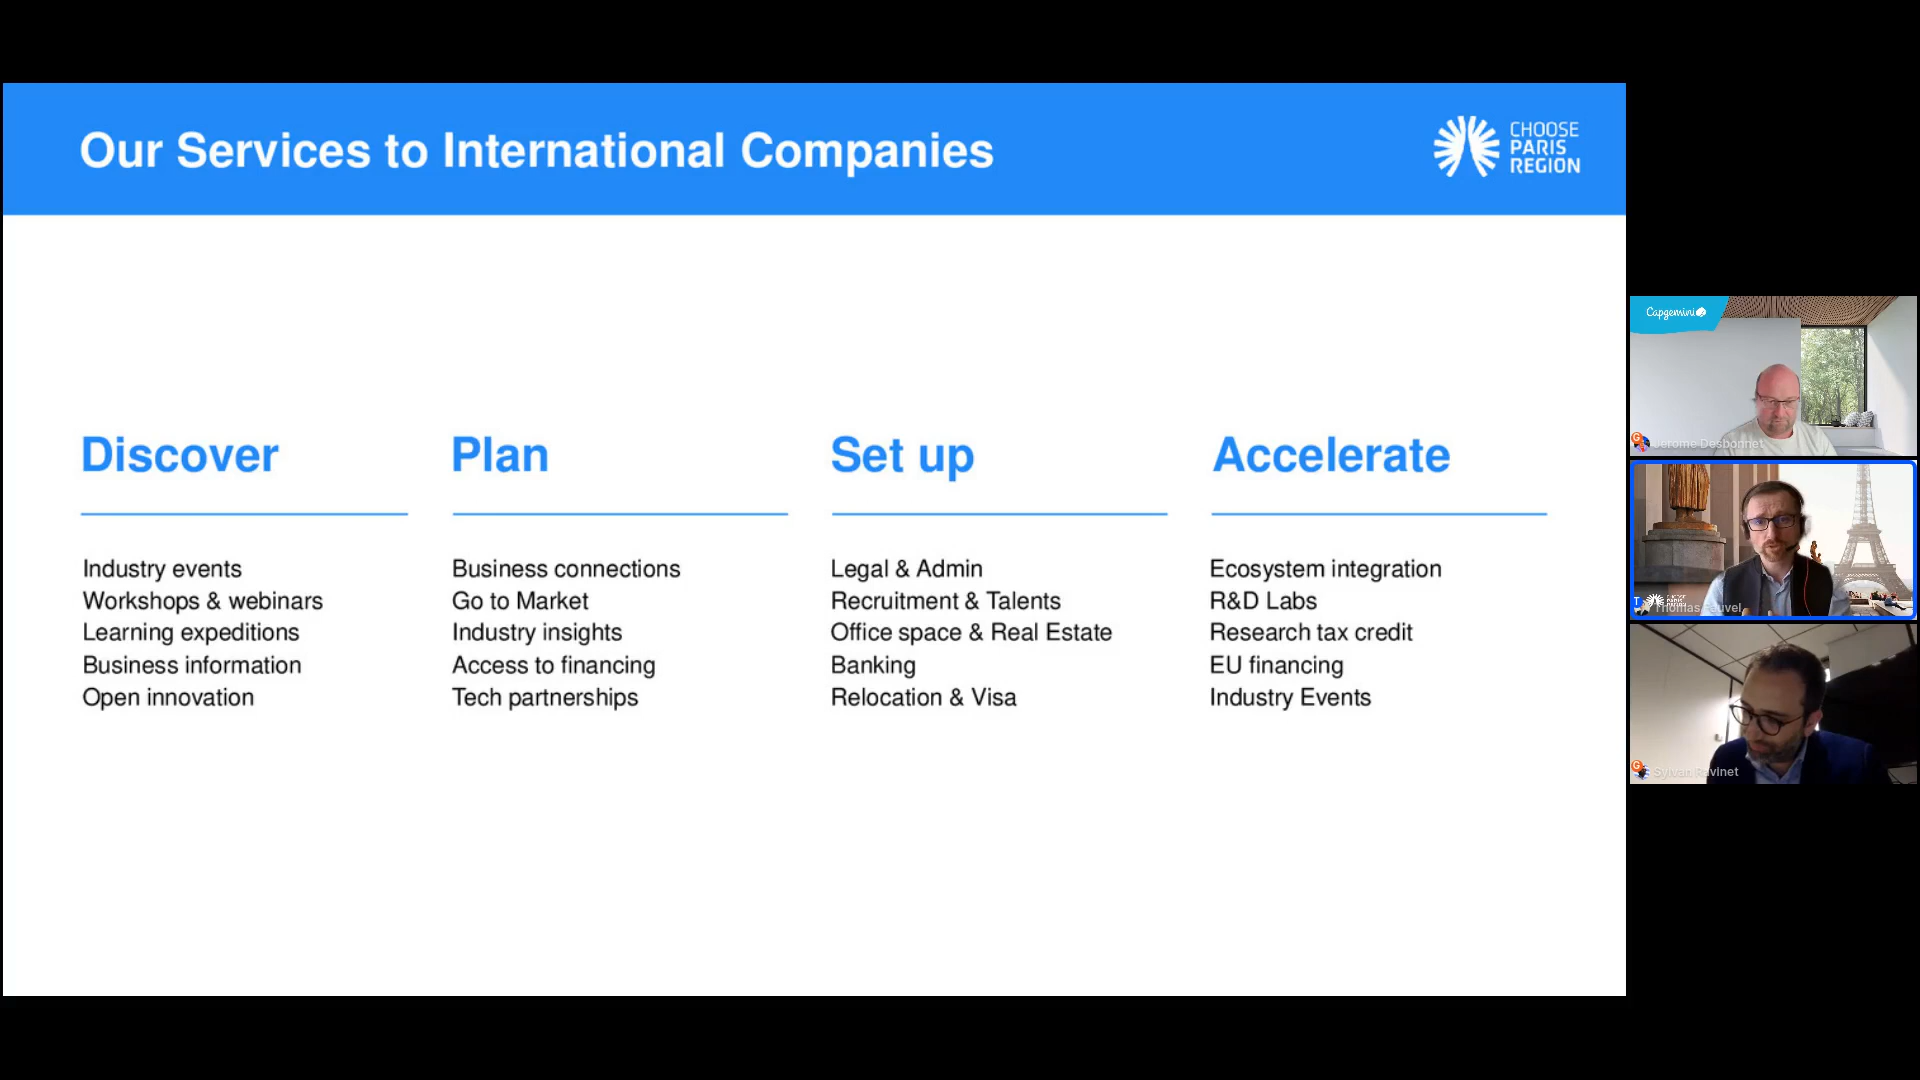 Our Services to International Companies
CHOOSE
PARIS
REGION
Discover
Industry events
Workshops & webinars
Learning expeditions
Business information
Open innovation
Plan
Business connections
Go to Market
Industry insights
Access to financing
Tech partnerships
Set up
Legal & Admin
Recruitment & Talents
Office space & Real Estate
Banking
Relocation & Visa
Accelerate
Ecosystem integration
R&D Labs
Research tax credit
EU financing
Industry Events
Capgemini
Jerome Desbonnet
Thomas Fauvel
Sylvan Ravinet